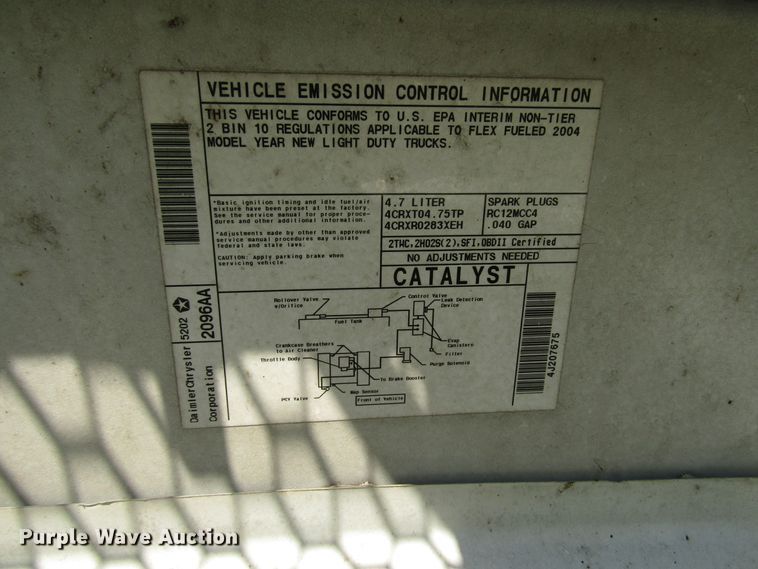 VEHICLE EMISSION CONTROL INFORMATION
THIS VEHICLE CONFORMS TO U.S. EPA INTERIM NON-TIER
2 BIN 10 REGULATIONS APPLICABLE TO FLEX FUELED 2004
MODEL YEAR NEW LIGHT DUTY TRUCKS.
*Basic ignition timing and idle fuel/air
mixture have been preset at the factory.
See the service manual for proper proce-
dures and other additional information.
*Adjustments made by other than approved
service manual procedures may violate
federal and state laws.
CAUTION: Apply parking brake when
servicing vehicle.
4.7 LITER
4CRXT04.75TP
4CRXR0283XEH
SPARK PLUGS
RC12MCC4
.040 GAP
2TWC,2HO2S(2),SFI,OBDII Certified
NO ADJUSTMENTS NEEDED
CATALYST
Rollover Valve
w/Orifice
Fuel Tank
Control Valve
Leak Detection
Device
Evap
Canisters
Filter
Purge Solenoid
Crankcase Breathers
to Air Cleaner
Throttle Body
To Brake Booster
Map Sensor
PCV Valve
Front of Vehicle
DaimlerChrysler
Corporation
5202
2096AA
4J207675
Purple Wave Auction®